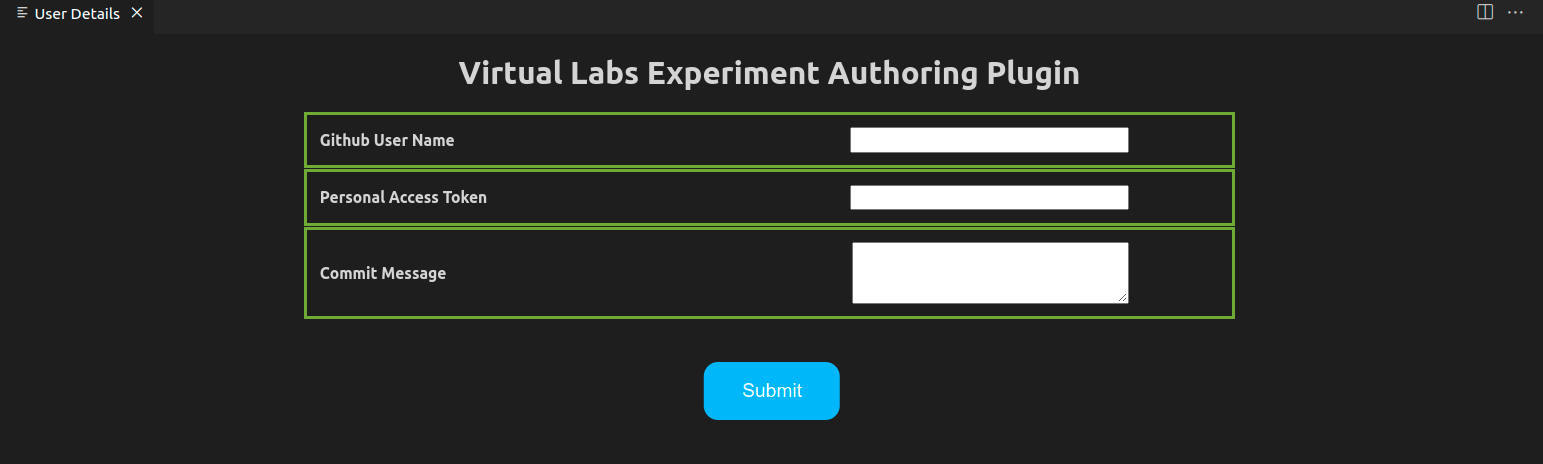 User Details
Virtual Labs Experiment Authoring Plugin
Github User Name
Personal Access Token
Commit Message
Submit